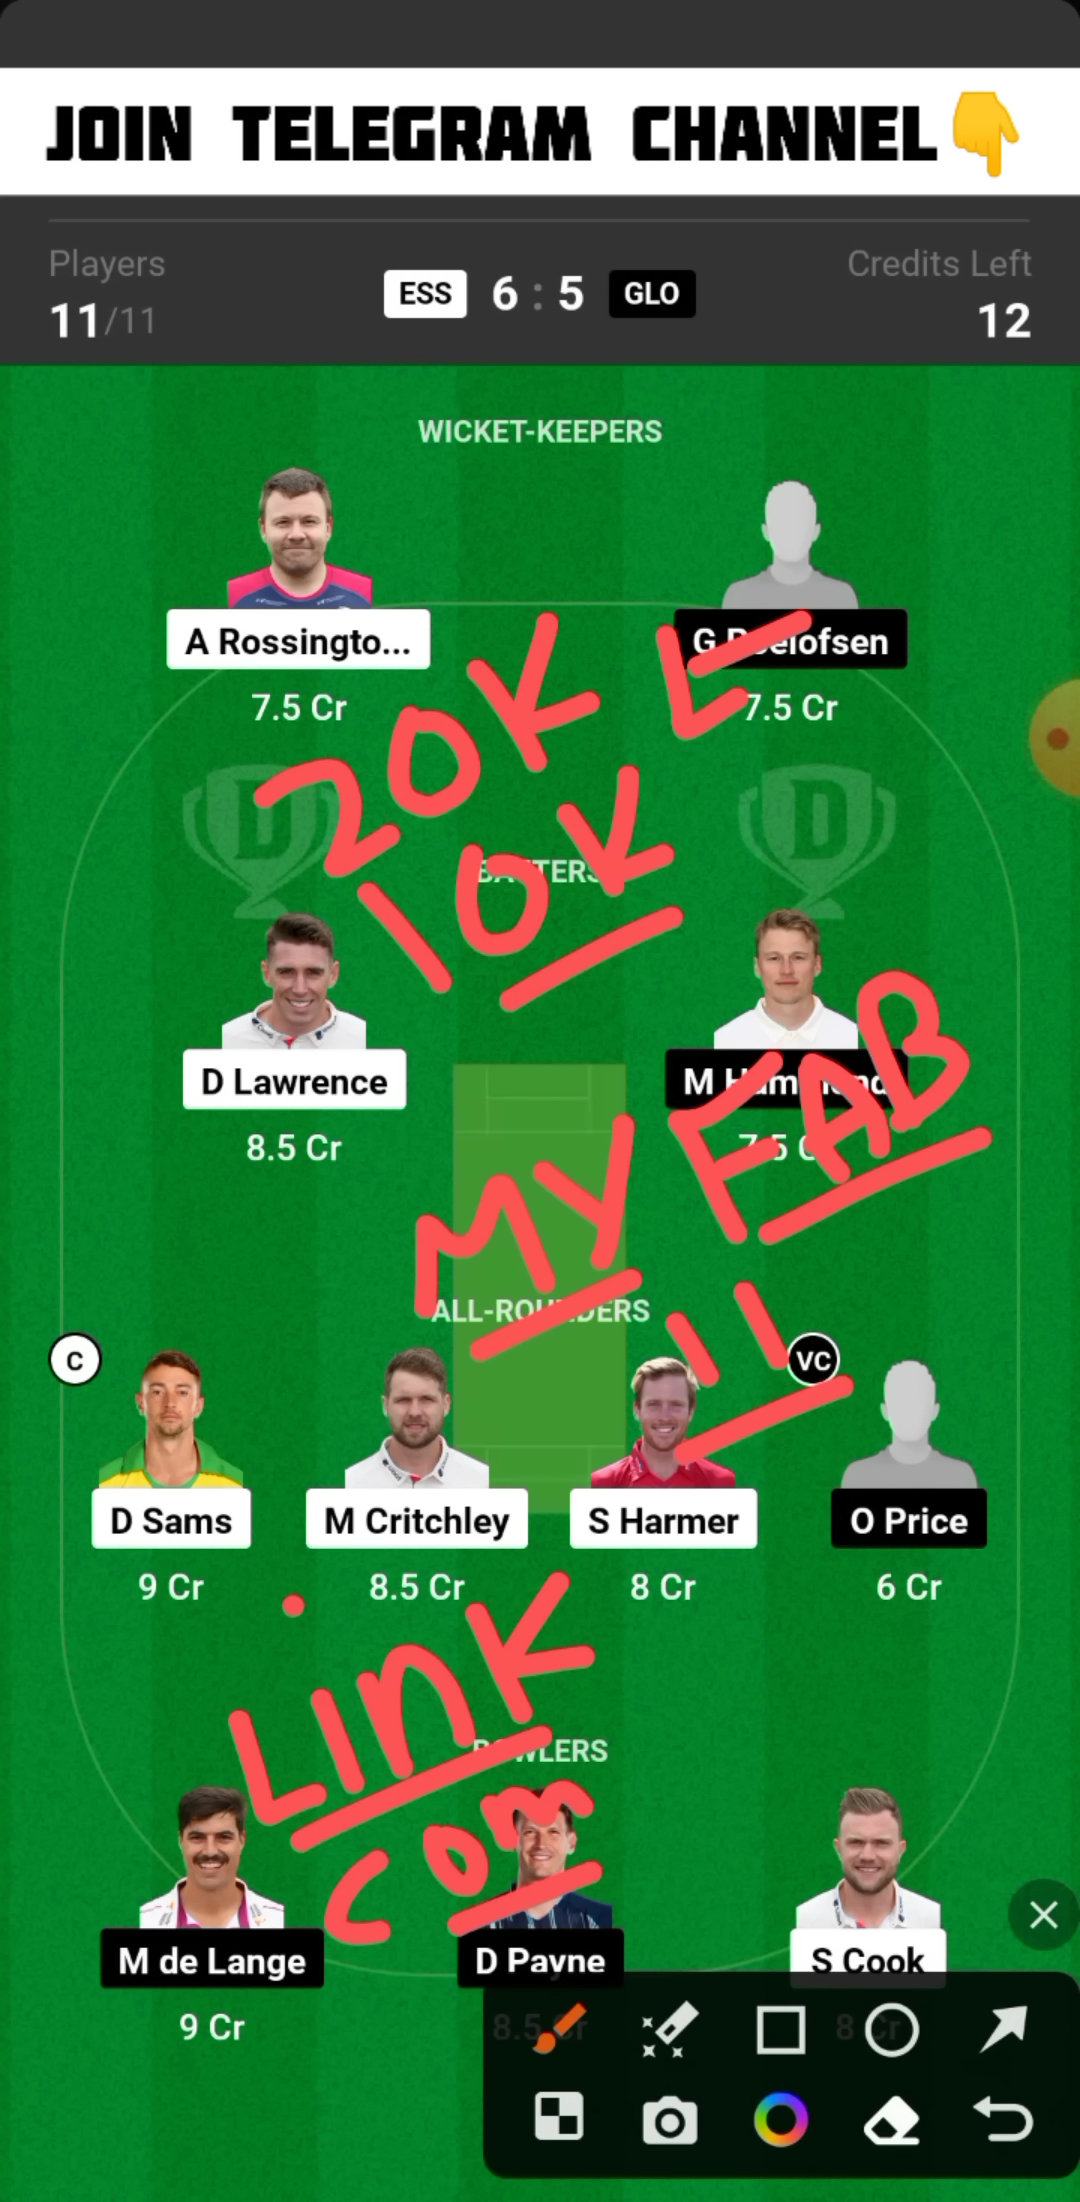 JOIN TELEGRAM CHANNEL👇
Players
Credits Left
11/11
ESS 6 : 5 GLO
12
WICKET-KEEPERS
A Rossingto...
7.5 Cr
7.5 Cr
20K
10K
D Lawrence
8.5 Cr
MY FAB
11
C
VC
D Sams
M Critchley
S Harmer
O Price
9 Cr
8.5 Cr
8 Cr
6 Cr
LINK
COM
M de Lange
D Payne
S Cook
9 Cr